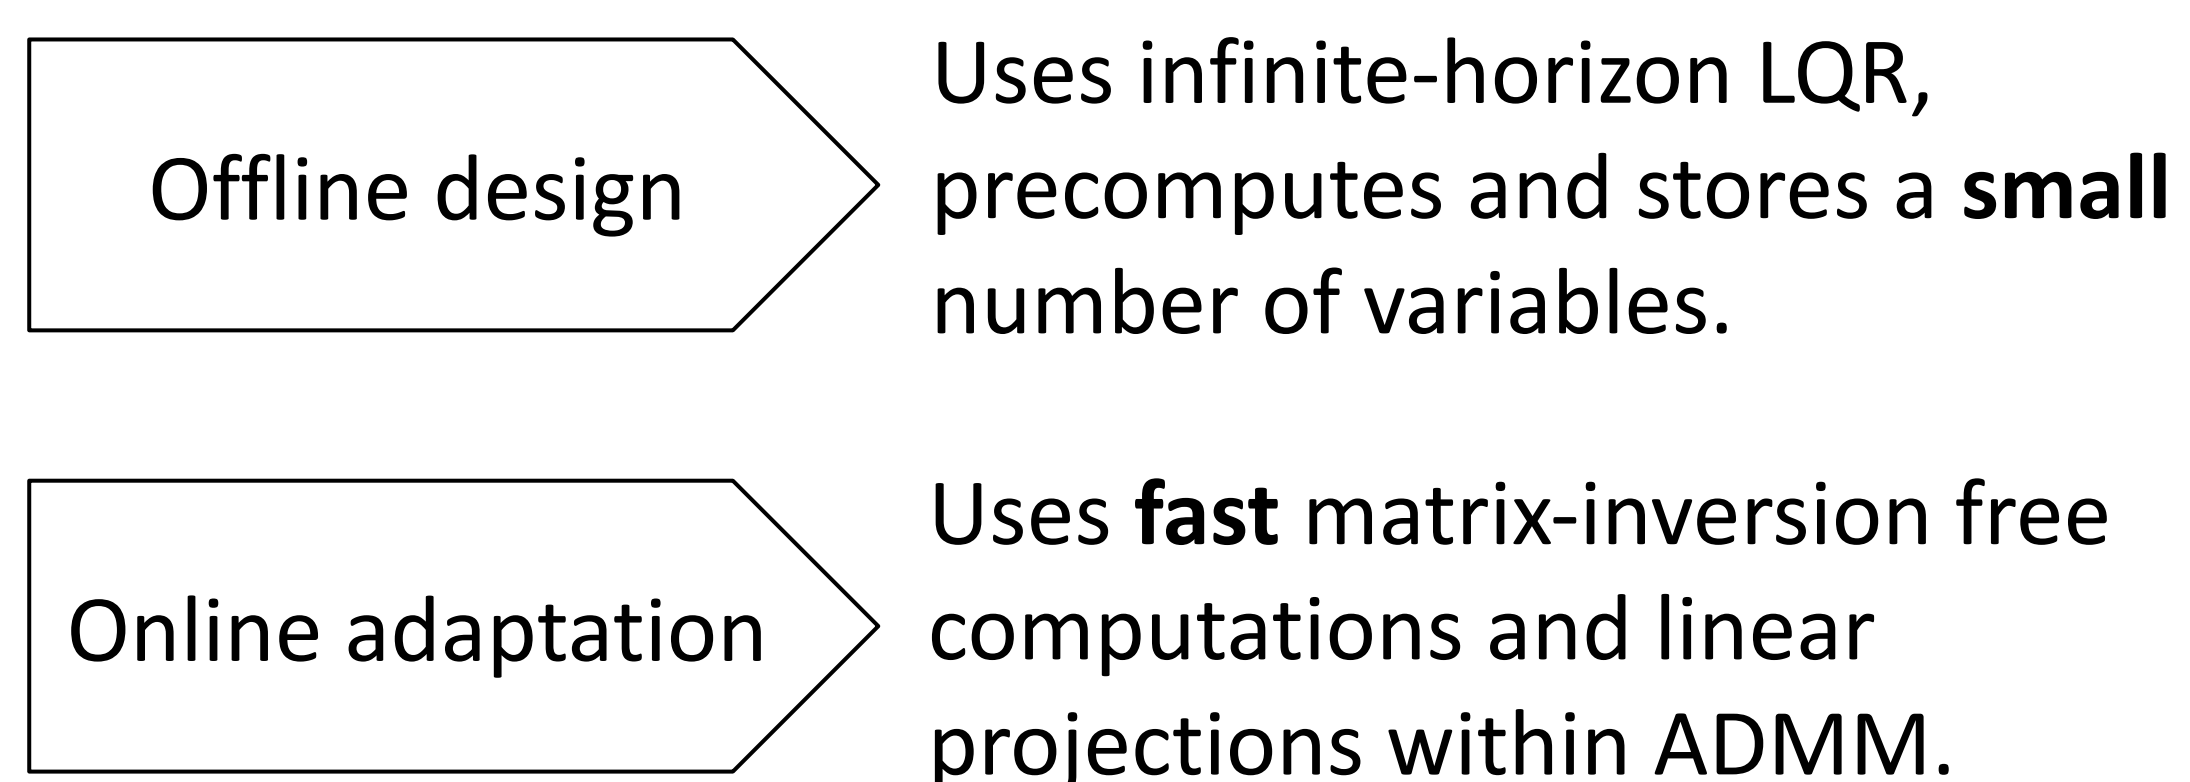 Offline design
Uses infinite-horizon LQR,
precomputes and stores a small
number of variables.
Online adaptation
Uses fast matrix-inversion free
computations and linear
projections within ADMM.